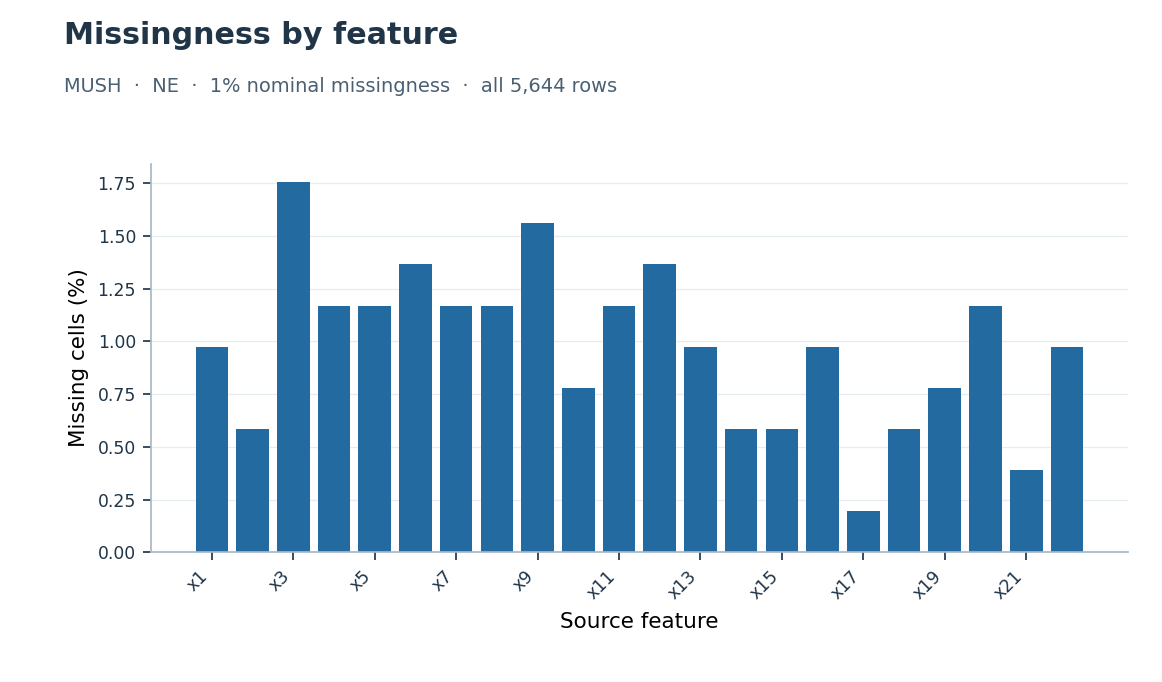 Missingness by feature
MUSH · NE · 1% nominal missingness · all 5,644 rows
1.75
1.50
1.25
1.00
0.75
0.50
0.25
0.00
Missing cells (%)
x1 x3 x5 x7 x9 x11 x13 x15 x17 x19 x21
Source feature